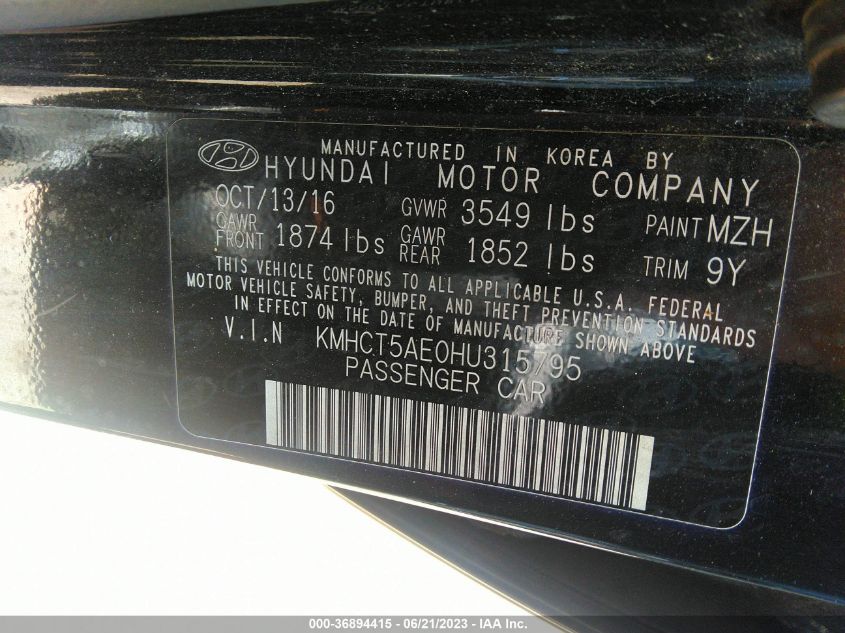 MANUFACTURED IN KOREA BY
HYUNDAI MOTOR COMPANY
OCT/13/16 GVWR 3549 lbs PAINT MZH
GAWR FRONT 1874 lbs GAWR REAR 1852 lbs TRIM 9Y
THIS VEHICLE CONFORMS TO ALL APPLICABLE U.S.A. FEDERAL
MOTOR VEHICLE SAFETY, BUMPER, AND THEFT PREVENTION STANDARDS
IN EFFECT ON THE DATE OF MANUFACTURE SHOWN ABOVE
V.I.N KMHCT5AE0HU315795
PASSENGER CAR
000-36894415 - 06/21/2023 - IAA Inc.